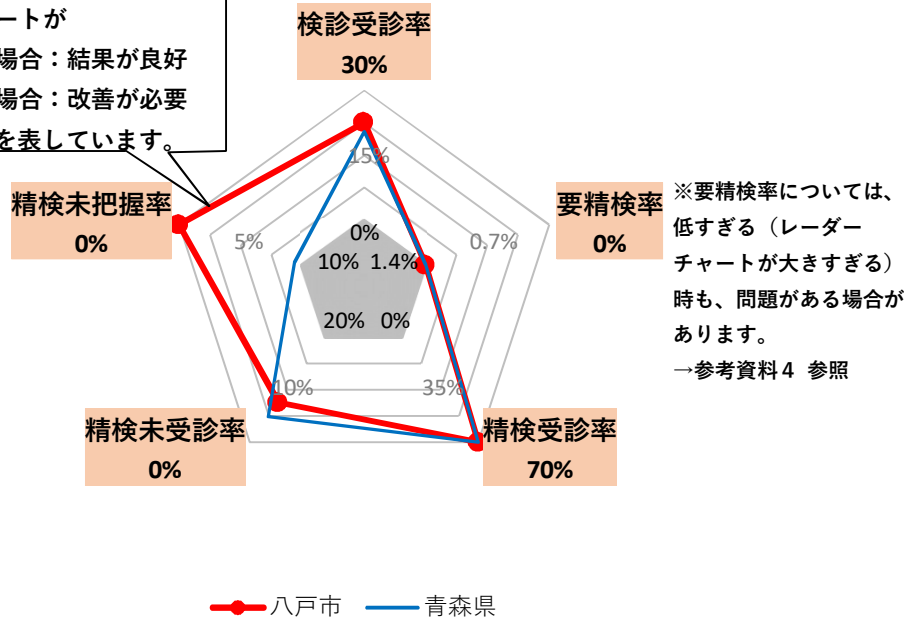 ートが
場合：結果が良好
場合：改善が必要
を表しています。
検診受診率
30%
15%
精検未把握率
0%
5%
要精検率
0%
0.7%
※要精検率については、
低すぎる（レーダー
チャートが大きすぎる）
時も、問題がある場合が
あります。
→参考資料４ 参照
0%
10% 1.4%
20% 0%
10%
35%
精検未受診率
0%
精検受診率
70%
八戸市
青森県